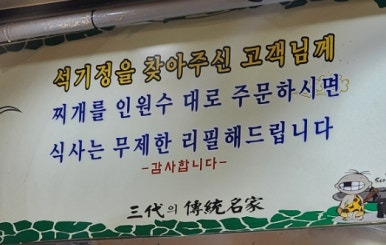 석기정을 찾아주신 고객님께
찌개를 인원수 대로 주문하시면
식사는 무제한 리필해드립니다
-감사합니다-
三代의 傳統名家